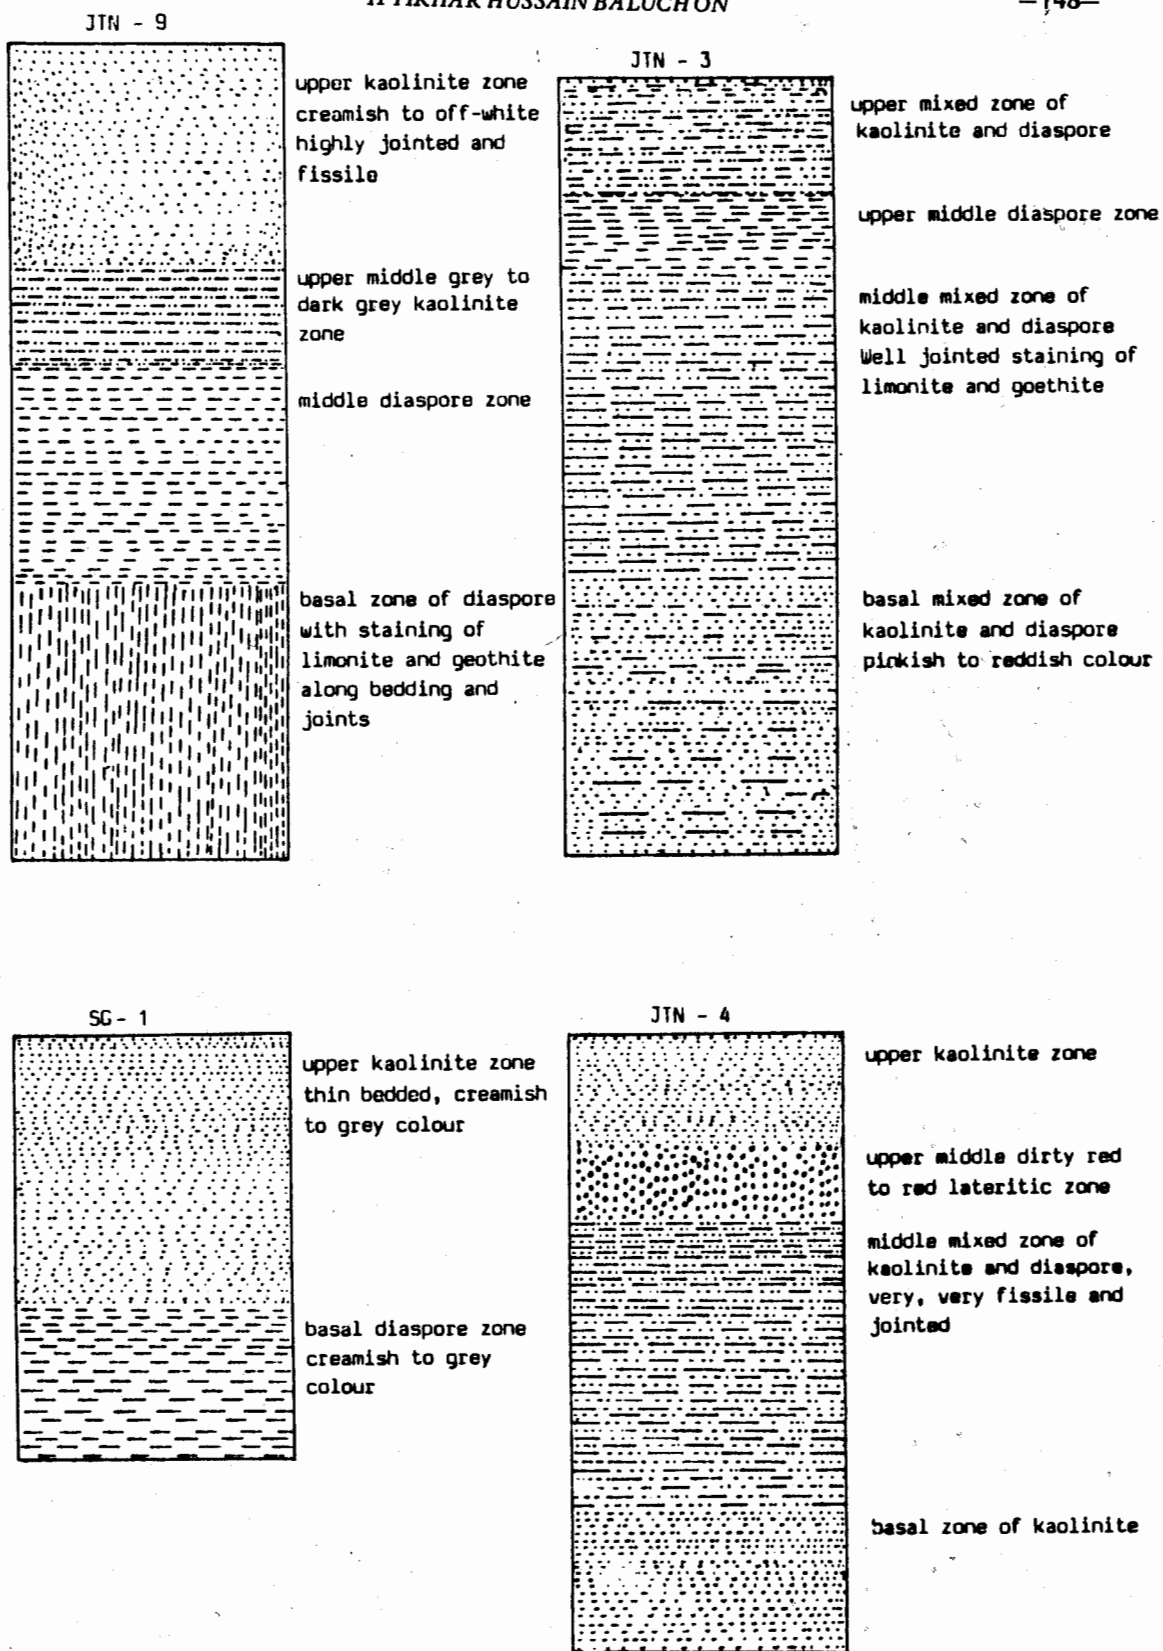 HUSSAIN BALUCH ON
JTN - 9
upper kaolinite zone
creamish to off-white
highly jointed and
fissile
upper middle grey to
dark grey kaolinite
zone
middle diaspore zone
basal zone of diaspore
with staining of
limonite and geothite
along bedding and
joints
JTN - 3
upper mixed zone of
kaolinite and diaspore
upper middle diaspore zone
middle mixed zone of
kaolinite and diaspore
Well jointed staining of
limonite and goethite
basal mixed zone of
kaolinite and diaspore
pinkish to reddish colour
SG - 1
upper kaolinite zone
thin bedded, creamish
to grey colour
basal diaspore zone
creamish to grey
colour
JTN - 4
upper kaolinite zone
upper middle dirty red
to red lateritic zone
middle mixed zone of
kaolinite and diaspore,
very, very fissile and
jointed
basal zone of kaolinite